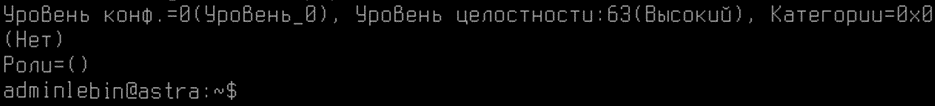 Уровень конф.=0(Уровень_0), Уровень целостности:63(Высокий), Категории=0x0
(Нет)
Роли=()
adminlebin@astra:~$